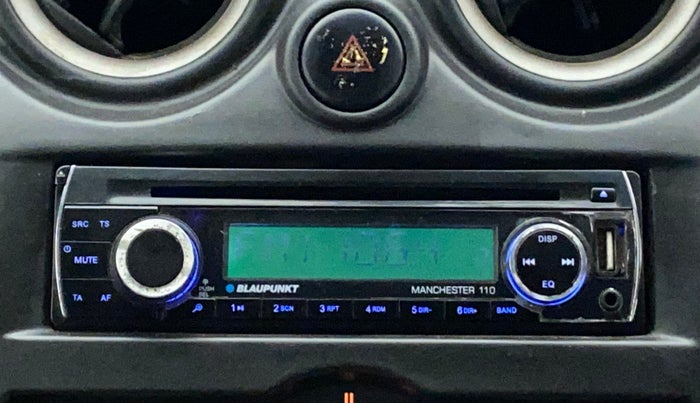 SRC TS
DISP
MUTE
PUSH
SEL
EQ
BLAUPUNKT MANCHESTER 110
TA AF
1 2 SCN 3 RPT 4 RDM 5 DIR- 6 DIR+ BAND